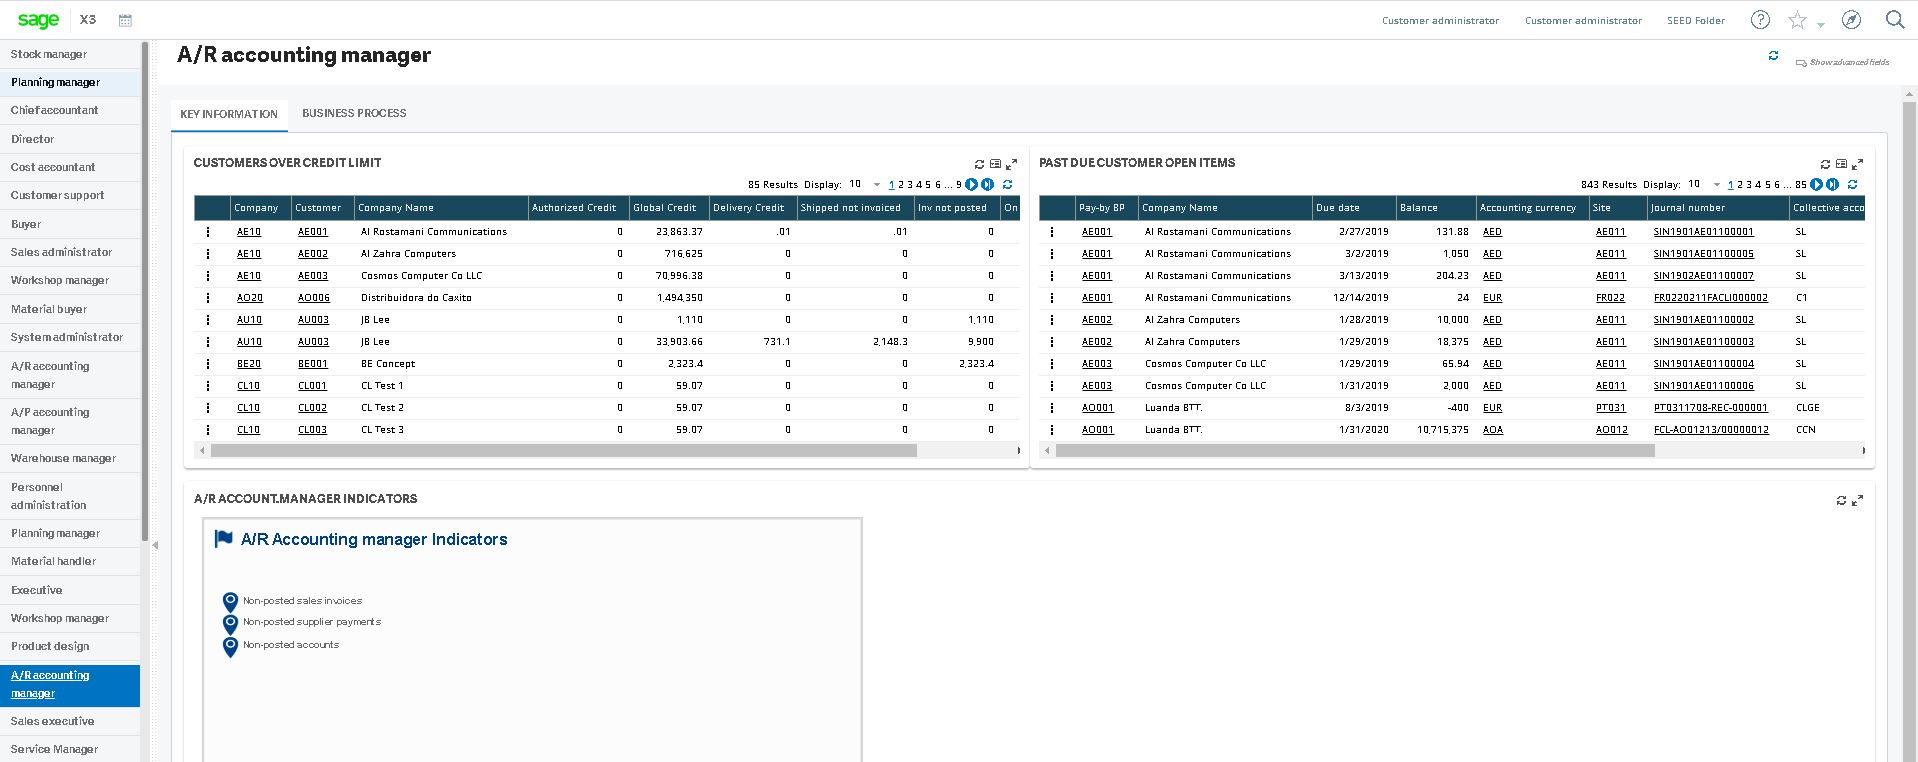 sage X3 Customer administrator Customer administrator SEED Folder
Stock manager
Planning manager
Chief accountant
Director
Cost accountant
Customer support
Buyer
Sales administrator
Workshop manager
Material buyer
System administrator
A/R accounting
manager
A/P accounting
manager
Warehouse manager
Personnel
administration
Planning manager
Material handler
Executive
Workshop manager
Product design
A/R accounting
manager
Sales executive
Service Manager
A/R accounting manager
Show advanced fields
KEY INFORMATION BUSINESS PROCESS
CUSTOMERS OVER CREDIT LIMIT
85 Results Display: 10 1 2 3 4 5 6 ... 9
Company Customer Company Name Authorized Credit Global Credit Delivery Credit Shipped not invoiced Inv not posted On
AE10 AE001 Al Rostamani Communications 0 23,863.37 .01 .01 0
AE10 AE002 Al Zahra Computers 0 716,625 0 0 0
AE10 AE003 Cosmos Computer Co LLC 0 70,996.38 0 0 0
AO20 AO006 Distribuidora do Caxito 0 1,494,350 0 0 0
AU10 AU003 JB Lee 0 1,110 0 0 1,110
AU10 AU003 JB Lee 0 33,903.66 731.1 2,148.3 9,900
BE20 BE001 BE Concept 0 2,323.4 0 0 2,323.4
CL10 CL001 CL Test 1 0 59.07 0 0 0
CL10 CL002 CL Test 2 0 59.07 0 0 0
CL10 CL003 CL Test 3 0 59.07 0 0 0
PAST DUE CUSTOMER OPEN ITEMS
843 Results Display: 10 1 2 3 4 5 6 ... 85
Pay-by BP Company Name Due date Balance Accounting currency Site Journal number Collective acco
AE001 Al Rostamani Communications 2/27/2019 131.88 AED AE011 SIN1901AE01100001 SL
AE001 Al Rostamani Communications 3/2/2019 1,050 AED AE011 SIN1901AE01100005 SL
AE001 Al Rostamani Communications 3/13/2019 204.23 AED AE011 SIN1902AE01100007 SL
AE001 Al Rostamani Communications 12/14/2019 24 EUR FR022 FR0220211FACLI000002 C1
AE002 Al Zahra Computers 1/28/2019 10,000 AED AE011 SIN1901AE01100002 SL
AE002 Al Zahra Computers 1/29/2019 18,375 AED AE011 SIN1901AE01100003 SL
AE003 Cosmos Computer Co LLC 1/29/2019 65.94 AED AE011 SIN1901AE01100004 SL
AE003 Cosmos Computer Co LLC 1/31/2019 2,000 AED AE011 SIN1901AE01100006 SL
AO001 Luanda BTT. 8/3/2019 -400 EUR PT031 PT0311708-REC-000001 CLGE
AO001 Luanda BTT. 1/31/2020 10,715,375 AOA AO012 FCL-AO01213/00000012 CCN
A/R ACCOUNT.MANAGER INDICATORS
A/R Accounting manager Indicators
Non-posted sales invoices
Non-posted supplier payments
Non-posted accounts